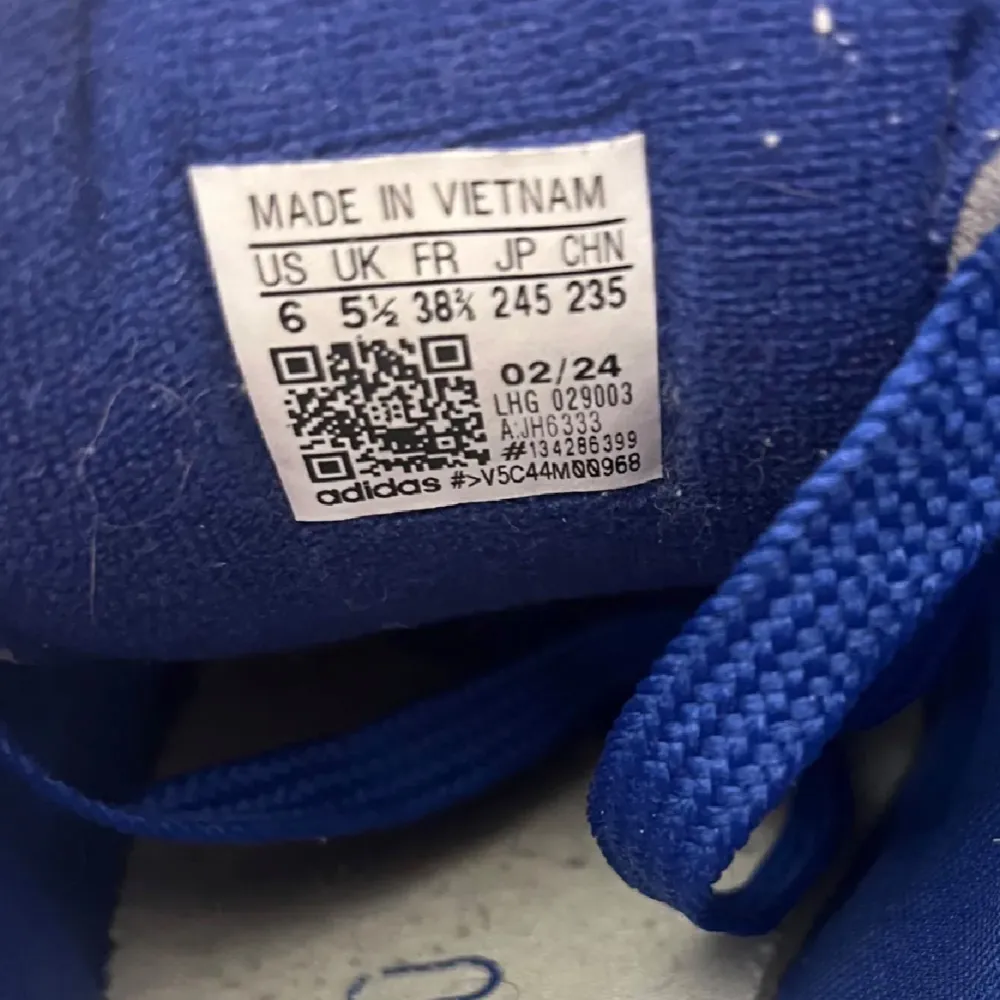 MADE IN VIETNAM
US UK FR JP CHN
6 5½ 38⅔ 245 235
02/24
LHG 029003
A:JH6333
#134286399
adidas #>V5C44M00968